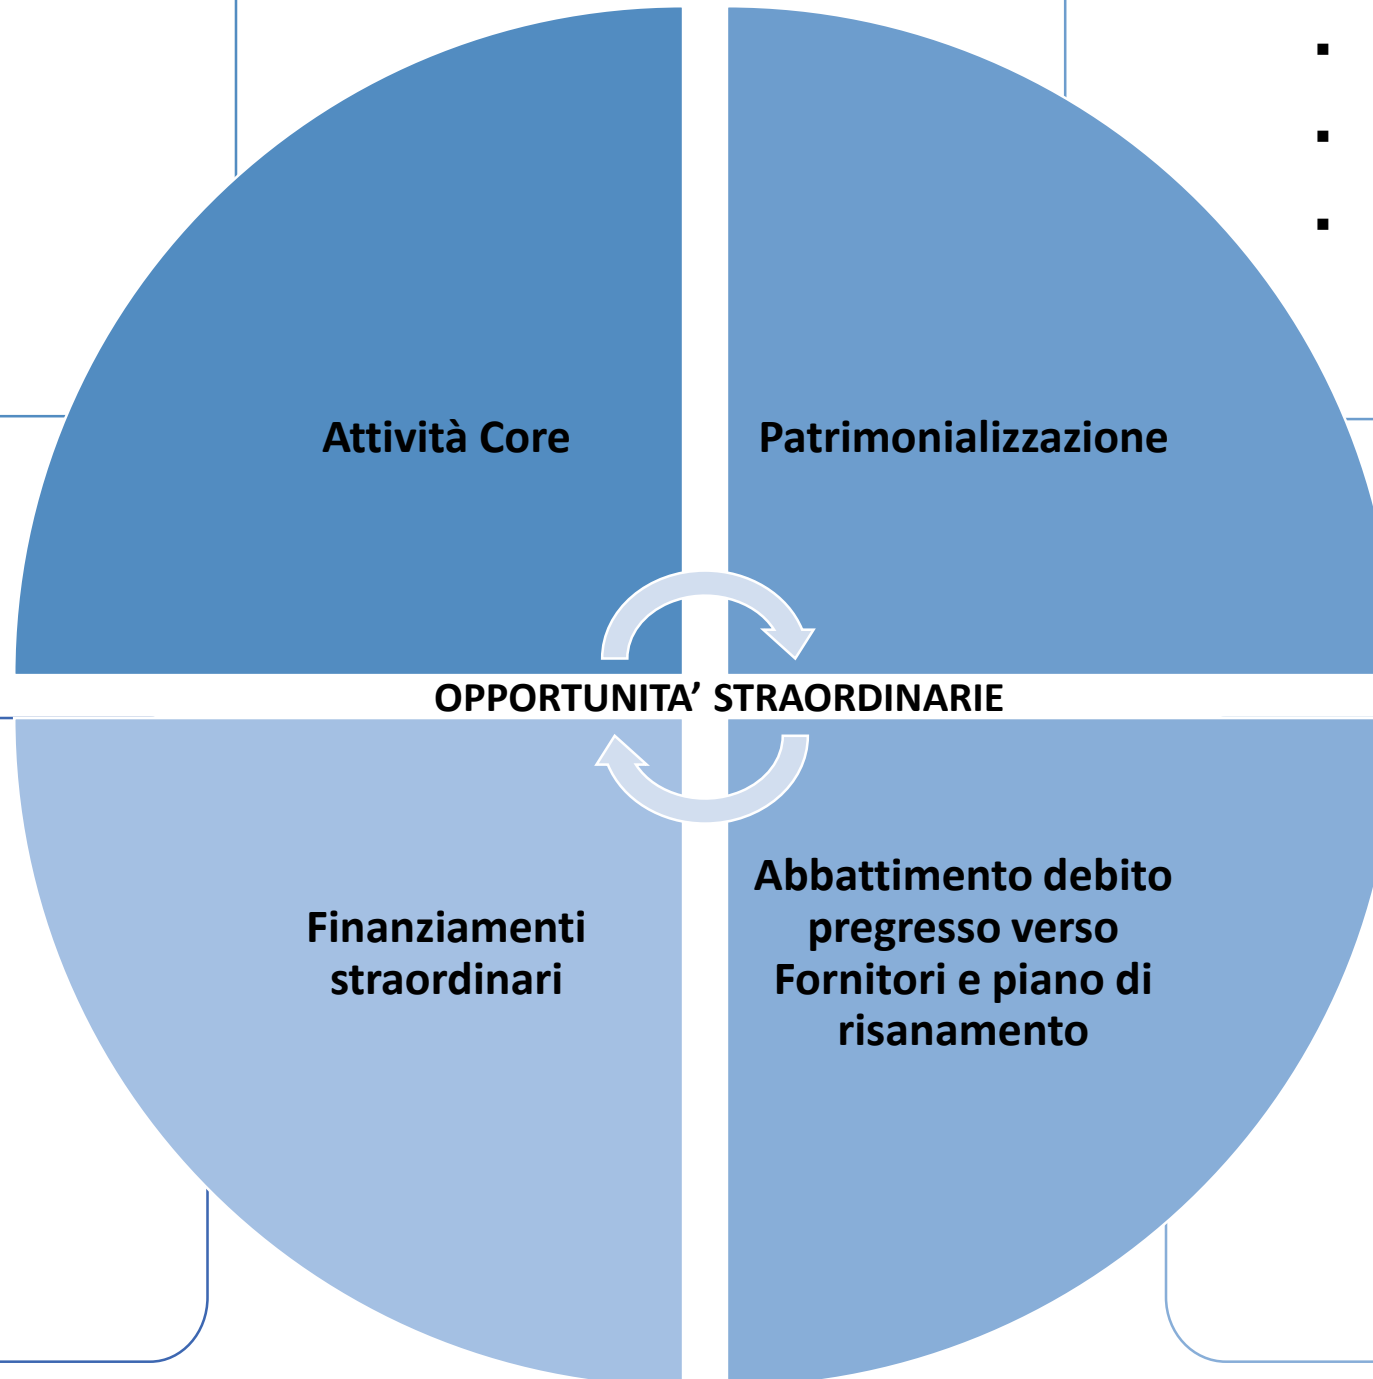 Attività Core
Patrimonializzazione
OPPORTUNITA’ STRAORDINARIE
Finanziamenti
straordinari
Abbattimento debito
pregresso verso
Fornitori e piano di
risanamento